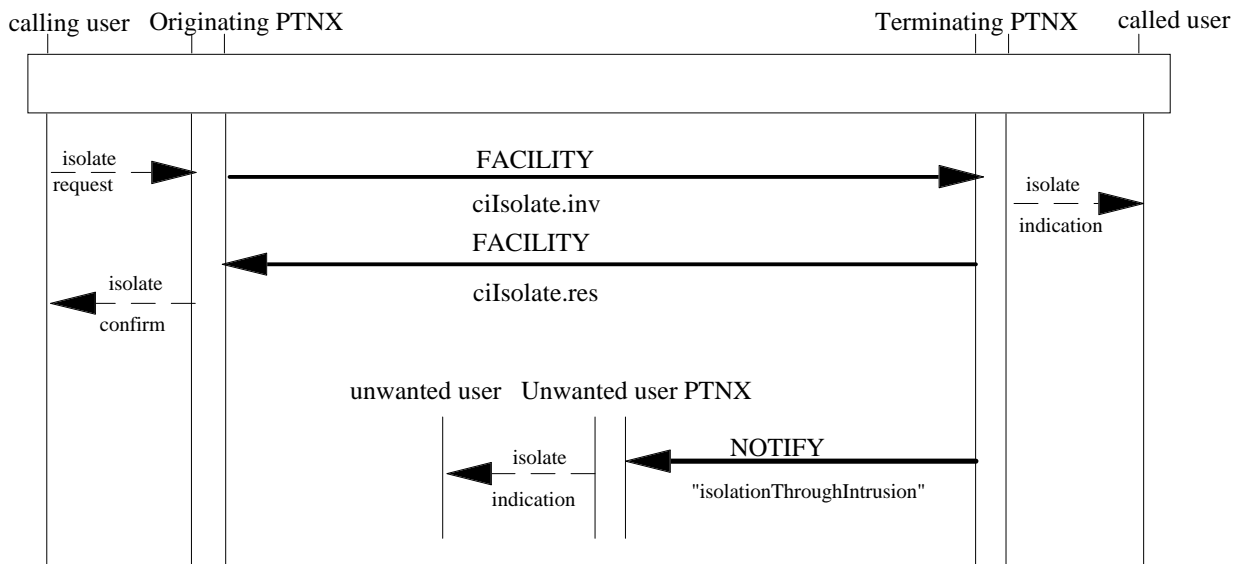 calling user
Originating PTNX
Terminating PTNX
called user
isolate
request
FACILITY
ciIsolate.inv
isolate
indication
FACILITY
ciIsolate.res
isolate
confirm
unwanted user
Unwanted user PTNX
NOTIFY
isolate
indication
"isolationThroughIntrusion"